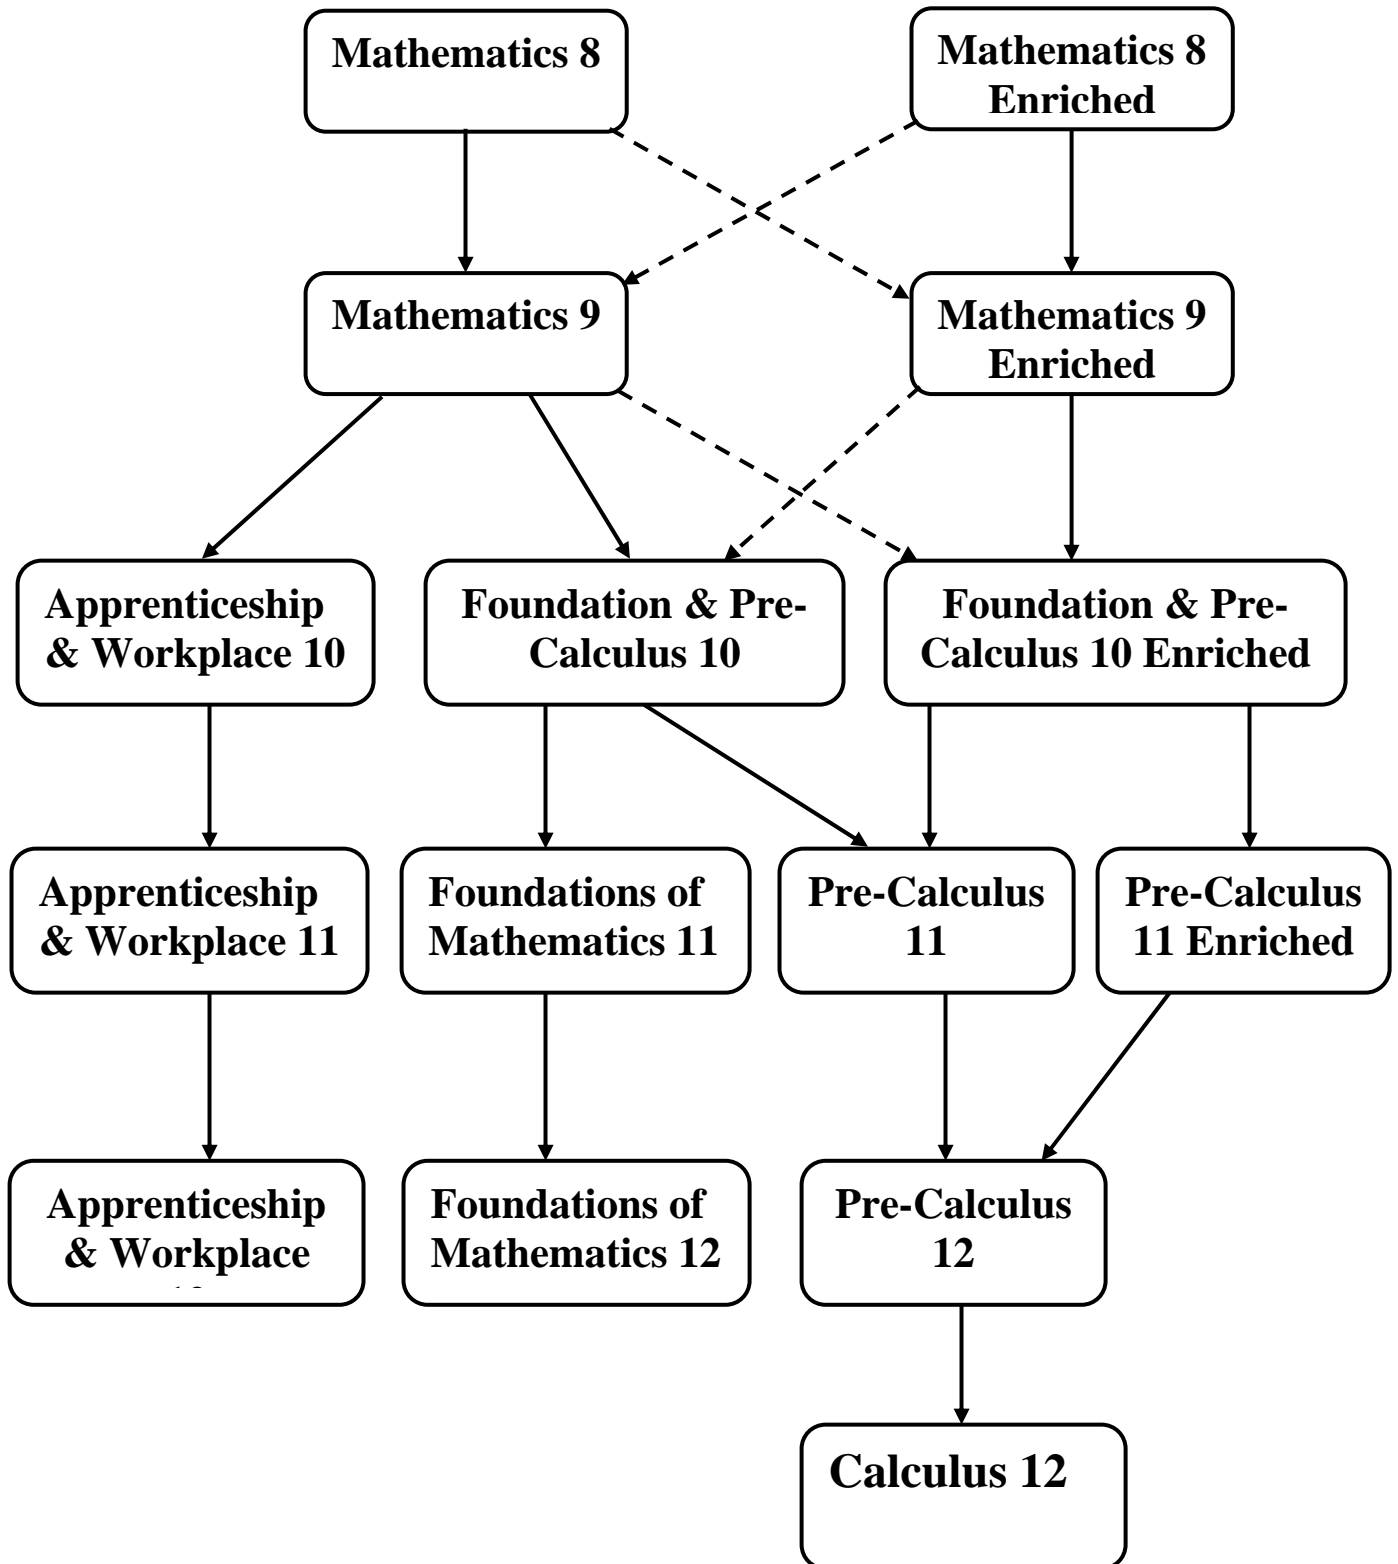 Mathematics 8
Mathematics 8
Enriched
Mathematics 9
Mathematics 9
Enriched
Apprenticeship
& Workplace 10
Foundation & Pre-
Calculus 10
Foundation & Pre-
Calculus 10 Enriched
Apprenticeship
& Workplace 11
Foundations of
Mathematics 11
Pre-Calculus
11
Pre-Calculus
11 Enriched
Apprenticeship
& Workplace
Foundations of
Mathematics 12
Pre-Calculus
12
Calculus 12